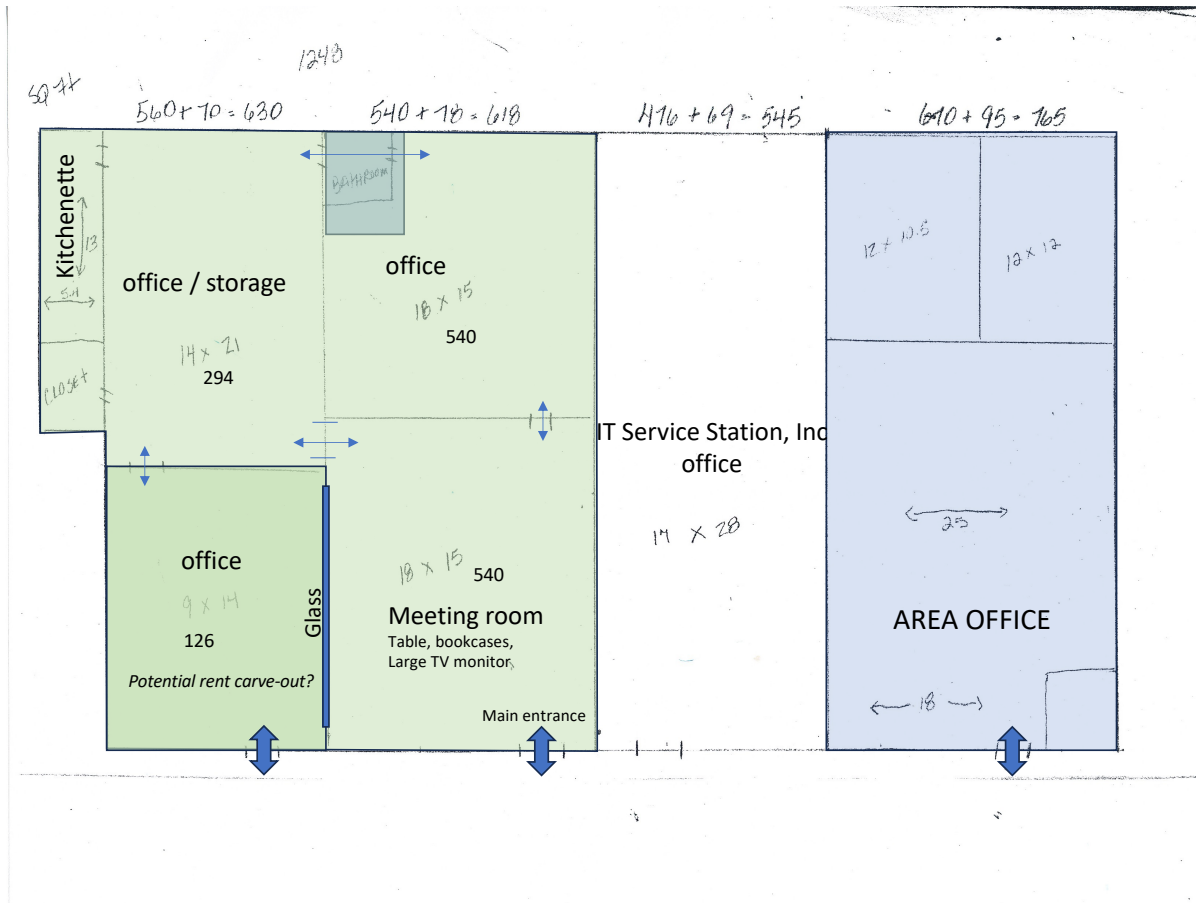 1248
SQ Ft
560 + 70 = 630
540 + 78 = 618
476 + 69 = 545
670 + 95 = 765
Kitchenette
13
5.4
CLOSET
office / storage
14 x 21
294
BATHROOM
office
18 x 15
540
12 x 10.5
12 x 12
IT Service Station, Inc
office
17 x 28
office
9 x 14
126
Potential rent carve-out?
Glass
18 x 15
540
Meeting room
Table, bookcases,
Large TV monitor
Main entrance
25
AREA OFFICE
18